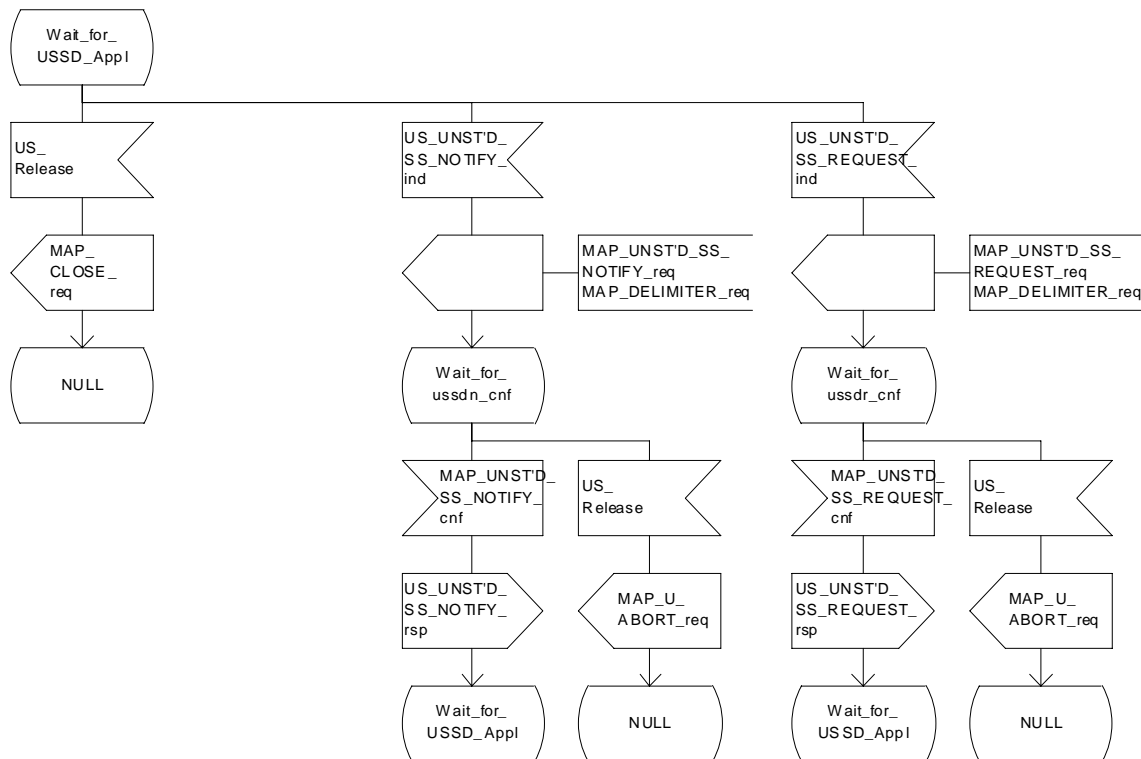 Wait_for_
USSD_Appl
US_
Release
US_UNST'D_
SS_NOTIFY_
ind
US_UNST'D_
SS_REQUEST_
ind
MAP_
CLOSE_
req
MAP_UNST'D_SS_
NOTIFY_req
MAP_DELIMITER_req
MAP_UNST'D_SS_
REQUEST_req
MAP_DELIMITER_req
NULL
Wait_for_
ussdn_cnf
Wait_for_
ussdr_cnf
MAP_UNST'D_
SS_NOTIFY_
cnf
US_
Release
MAP_UNST'D_
SS_REQUEST_
cnf
US_
Release
US_UNST'D_
SS_NOTIFY_
rsp
MAP_U_
ABORT_req
US_UNST'D_
SS_REQUEST_
rsp
MAP_U_
ABORT_req
Wait_for_
USSD_Appl
NULL
Wait_for_
USSD_Appl
NULL